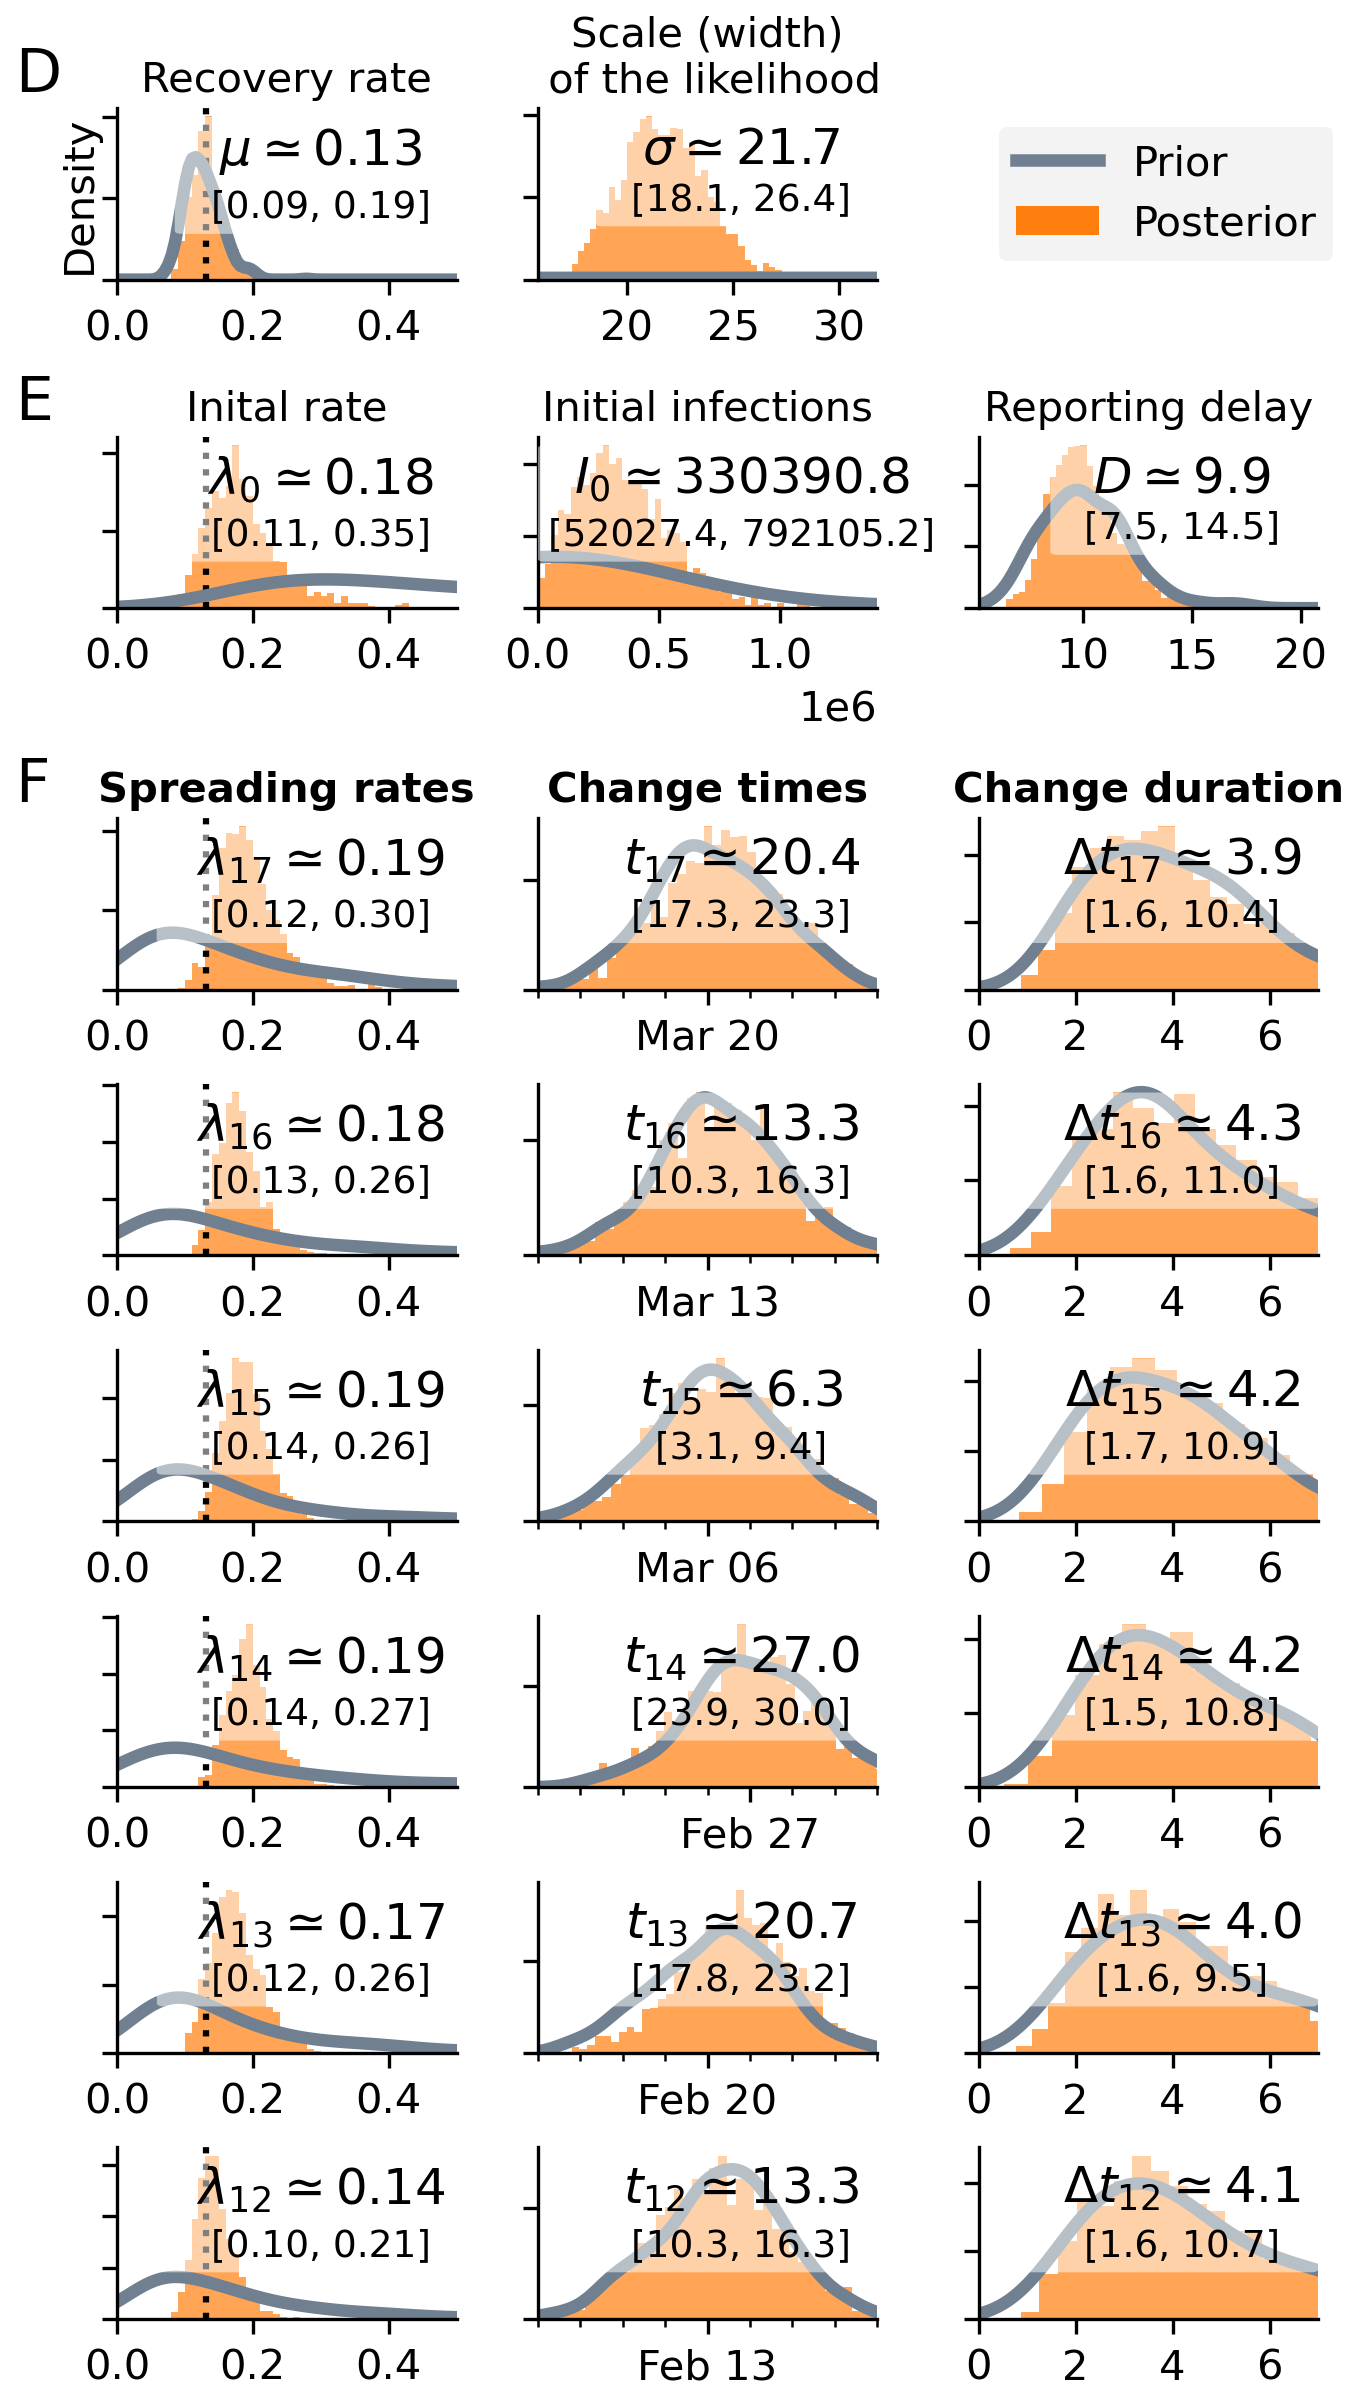 D
Recovery rate
Scale (width)
of the likelihood
Density
μ ≃ 0.13
[0.09, 0.19]
0.0 0.2 0.4
σ ≃ 21.7
[18.1, 26.4]
20 25 30
Prior
Posterior
E
Inital rate
λ0 ≃ 0.18
[0.11, 0.35]
0.0 0.2 0.4
Initial infections
I0 ≃ 330390.8
[52027.4, 792105.2]
0.0 0.5 1.0
1e6
Reporting delay
D ≃ 9.9
[7.5, 14.5]
10 15 20
F
Spreading rates
Change times
Change duration
λ17 ≃ 0.19
[0.12, 0.30]
0.0 0.2 0.4
t17 ≃ 20.4
[17.3, 23.3]
Mar 20
Δt17 ≃ 3.9
[1.6, 10.4]
0 2 4 6
λ16 ≃ 0.18
[0.13, 0.26]
0.0 0.2 0.4
t16 ≃ 13.3
[10.3, 16.3]
Mar 13
Δt16 ≃ 4.3
[1.6, 11.0]
0 2 4 6
λ15 ≃ 0.19
[0.14, 0.26]
0.0 0.2 0.4
t15 ≃ 6.3
[3.1, 9.4]
Mar 06
Δt15 ≃ 4.2
[1.7, 10.9]
0 2 4 6
λ14 ≃ 0.19
[0.14, 0.27]
0.0 0.2 0.4
t14 ≃ 27.0
[23.9, 30.0]
Feb 27
Δt14 ≃ 4.2
[1.5, 10.8]
0 2 4 6
λ13 ≃ 0.17
[0.12, 0.26]
0.0 0.2 0.4
t13 ≃ 20.7
[17.8, 23.2]
Feb 20
Δt13 ≃ 4.0
[1.6, 9.5]
0 2 4 6
λ12 ≃ 0.14
[0.10, 0.21]
0.0 0.2 0.4
t12 ≃ 13.3
[10.3, 16.3]
Feb 13
Δt12 ≃ 4.1
[1.6, 10.7]
0 2 4 6